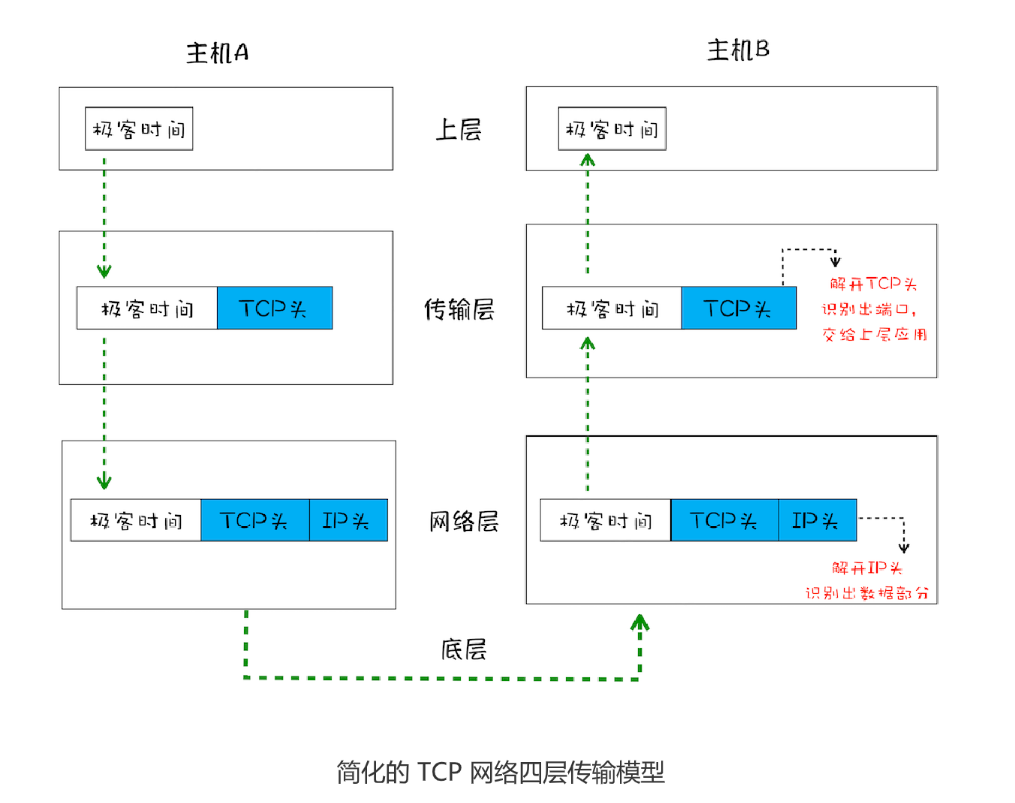 主机A
主机B
极客时间
上层
极客时间
极客时间
TCP头
传输层
极客时间
TCP头
解开TCP头
识别出端口，
交给上层应用
极客时间
TCP头
IP头
网络层
极客时间
TCP头
IP头
解开IP头
识别出数据部分
底层
简化的 TCP 网络四层传输模型